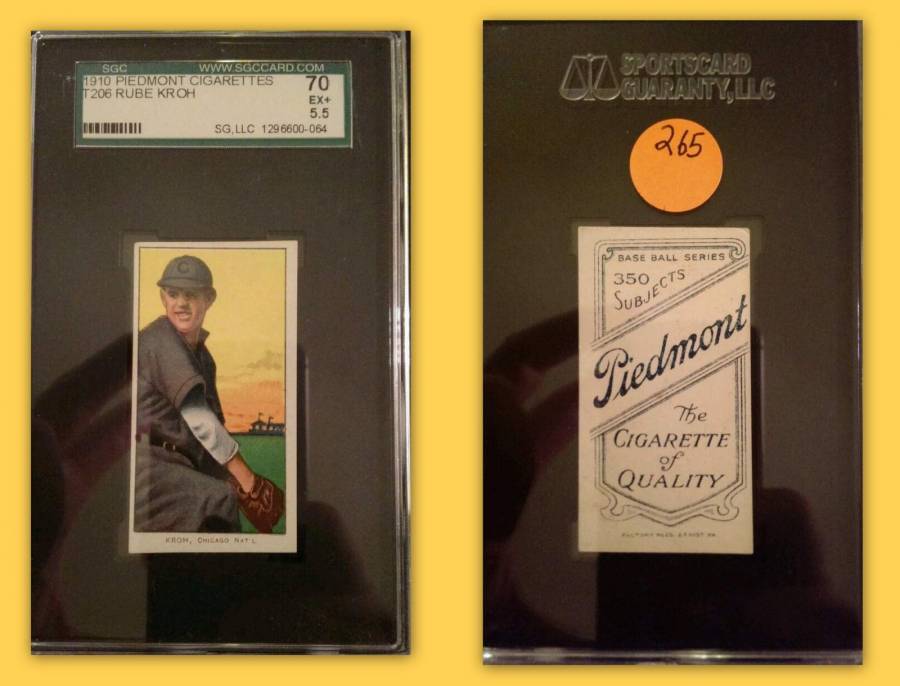 SGC WWW.SGCCARD.COM
1910 PIEDMONT CIGARETTES 70
T206 RUBE KROH EX+
5.5
SG,LLC 1296600-064
C
KROH, CHICAGO NAT'L
SPORTSCARD
GUARANTY,LLC
265
BASE BALL SERIES
350
SUBJECTS
Piedmont
The
CIGARETTE
of
QUALITY